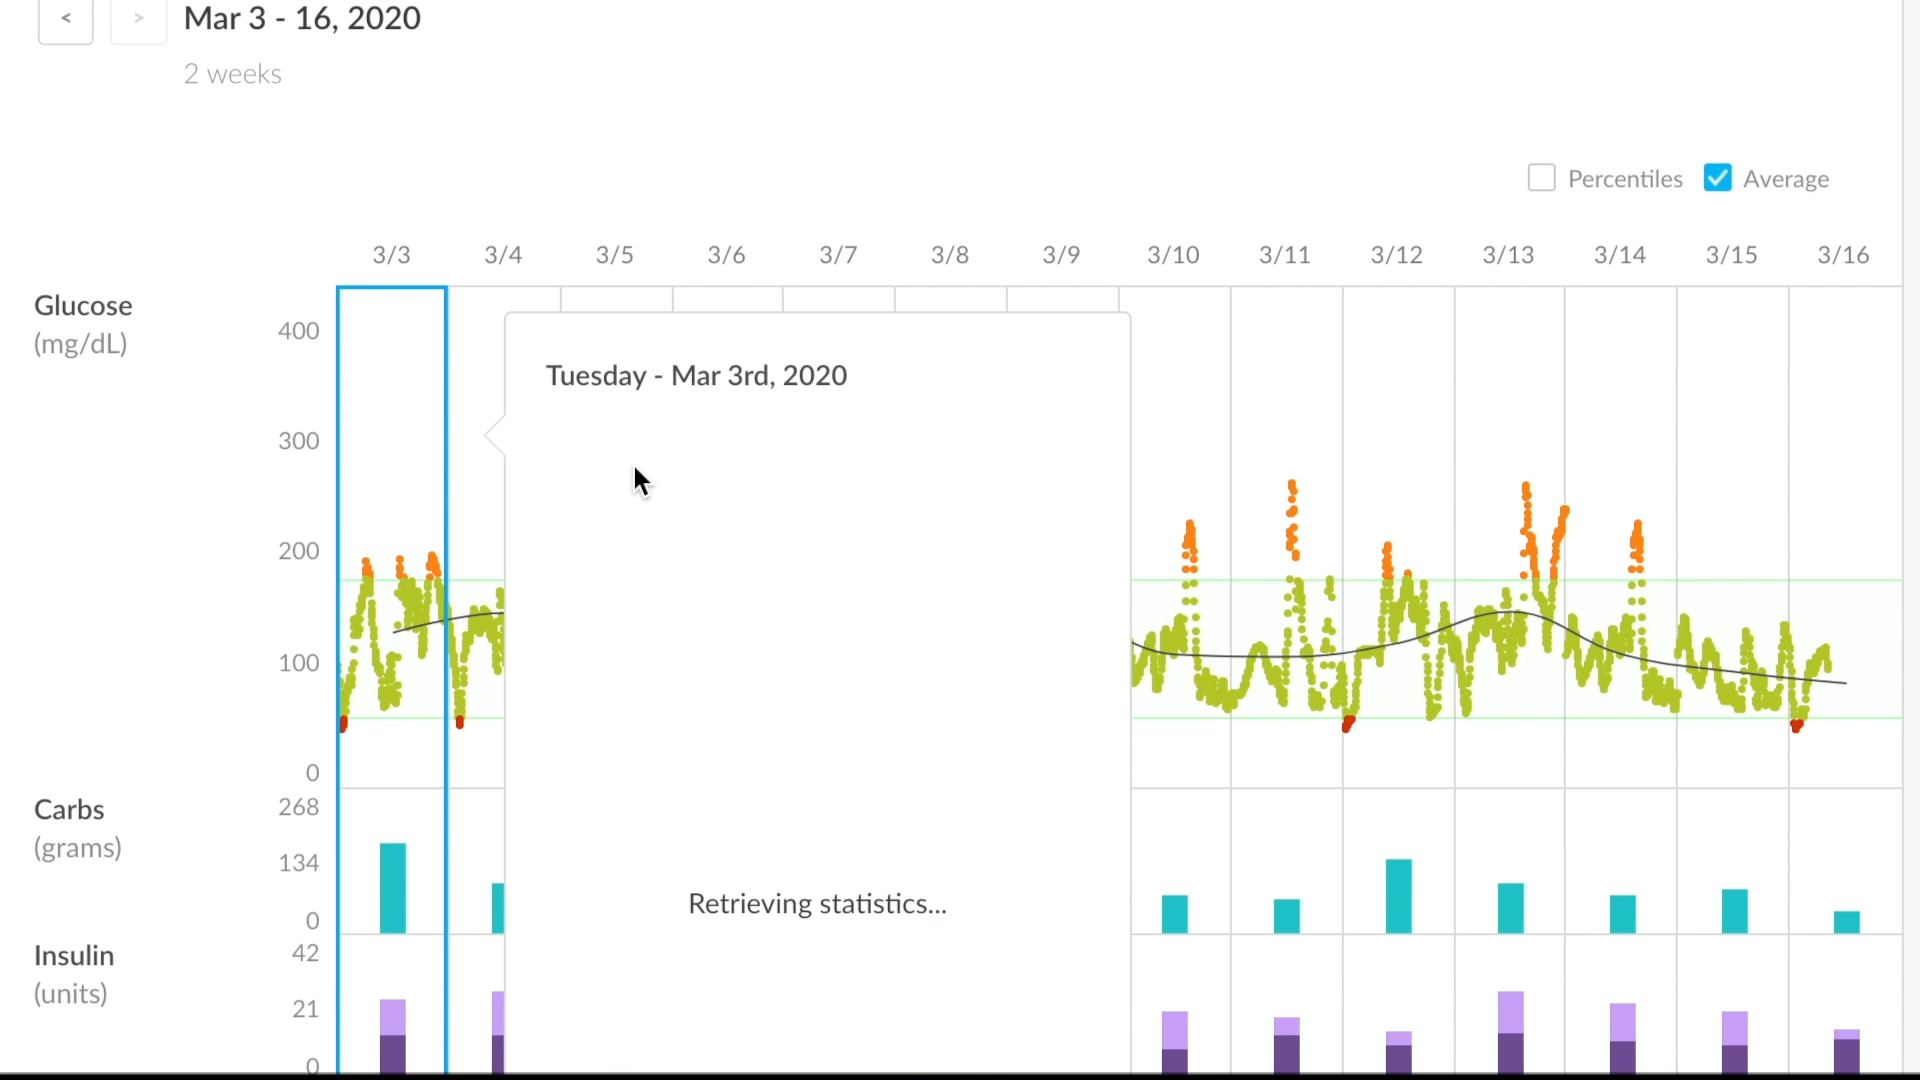 < > Mar 3 - 16, 2020
2 weeks
Percentiles Average
3/3 3/4 3/5 3/6 3/7 3/8 3/9 3/10 3/11 3/12 3/13 3/14 3/15 3/16
Glucose
(mg/dL)
400
300
200
100
0
Tuesday - Mar 3rd, 2020
Retrieving statistics...
Carbs
(grams)
268
134
0
Insulin
(units)
42
21
0